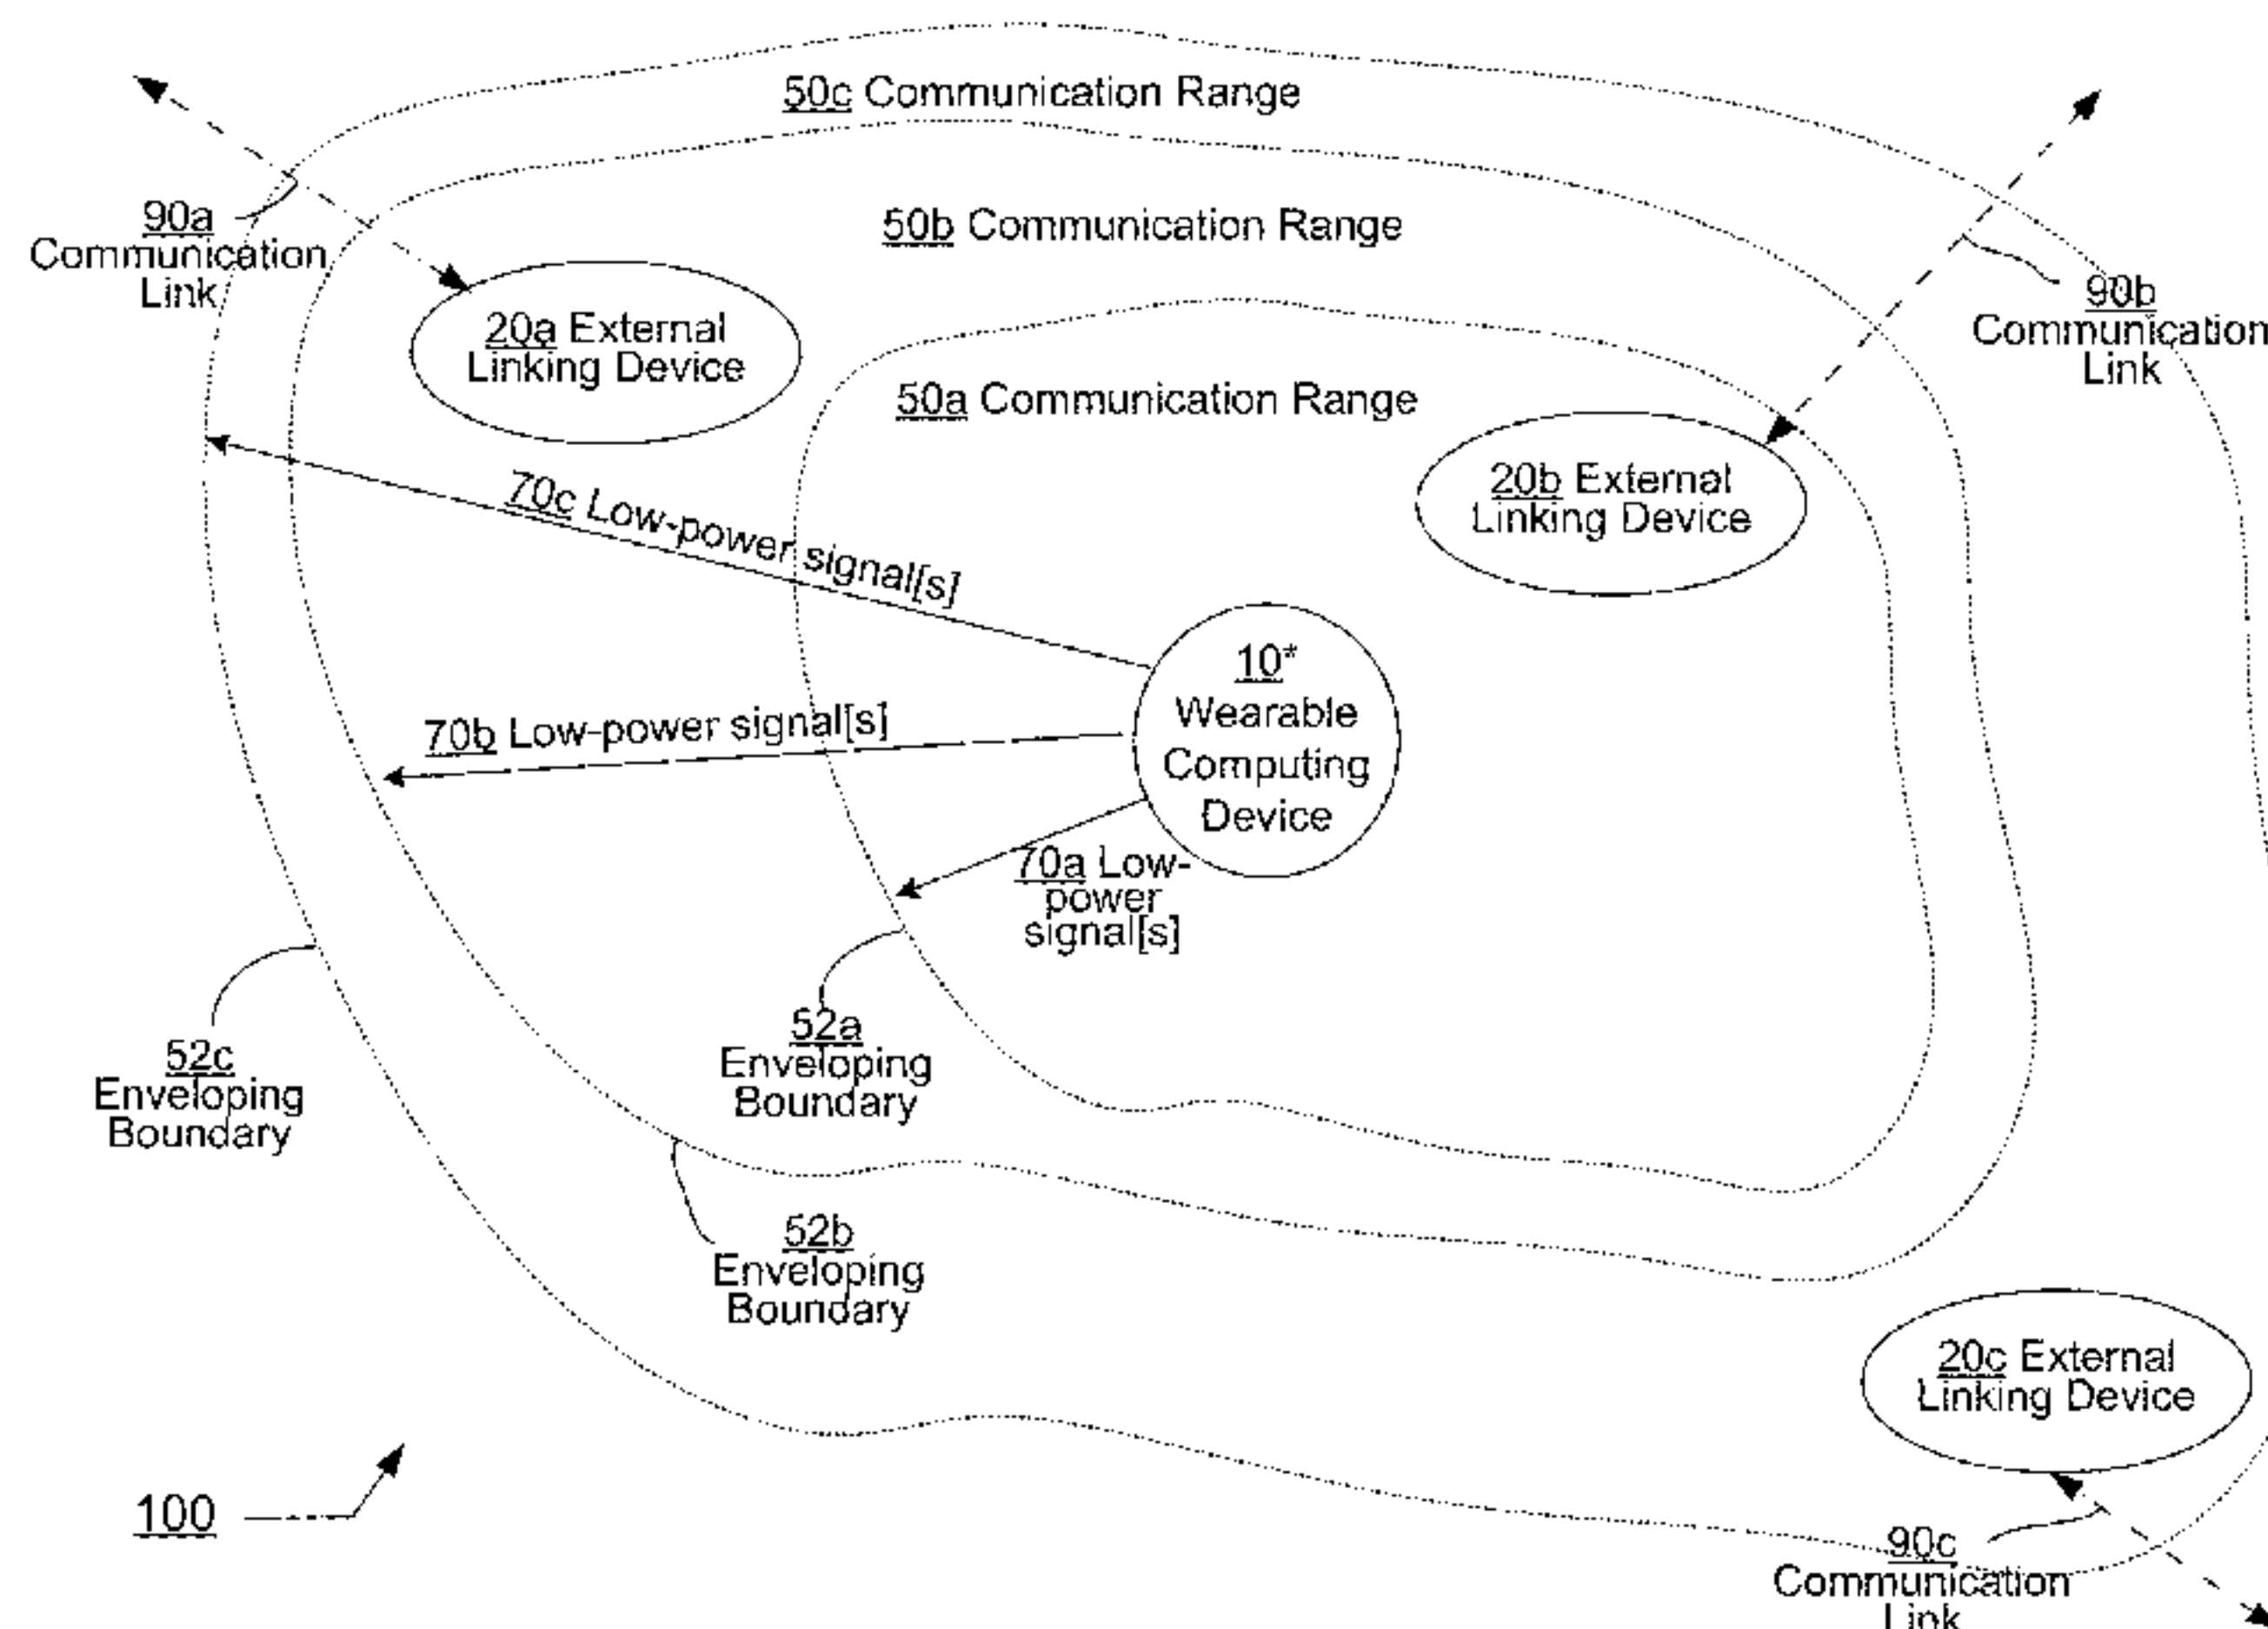 50c Communication Range
90a
Communication
Link
50b Communication Range
90b
Communication
Link
20a External
Linking Device
50a Communication Range
20b External
Linking Device
70c Low-power signal[s]
10*
Wearable
Computing
Device
70b Low-power signal[s]
70a Low-
power
signal[s]
52c
Enveloping
Boundary
52a
Enveloping
Boundary
52b
Enveloping
Boundary
20c External
Linking Device
100
90c
Communication
Link